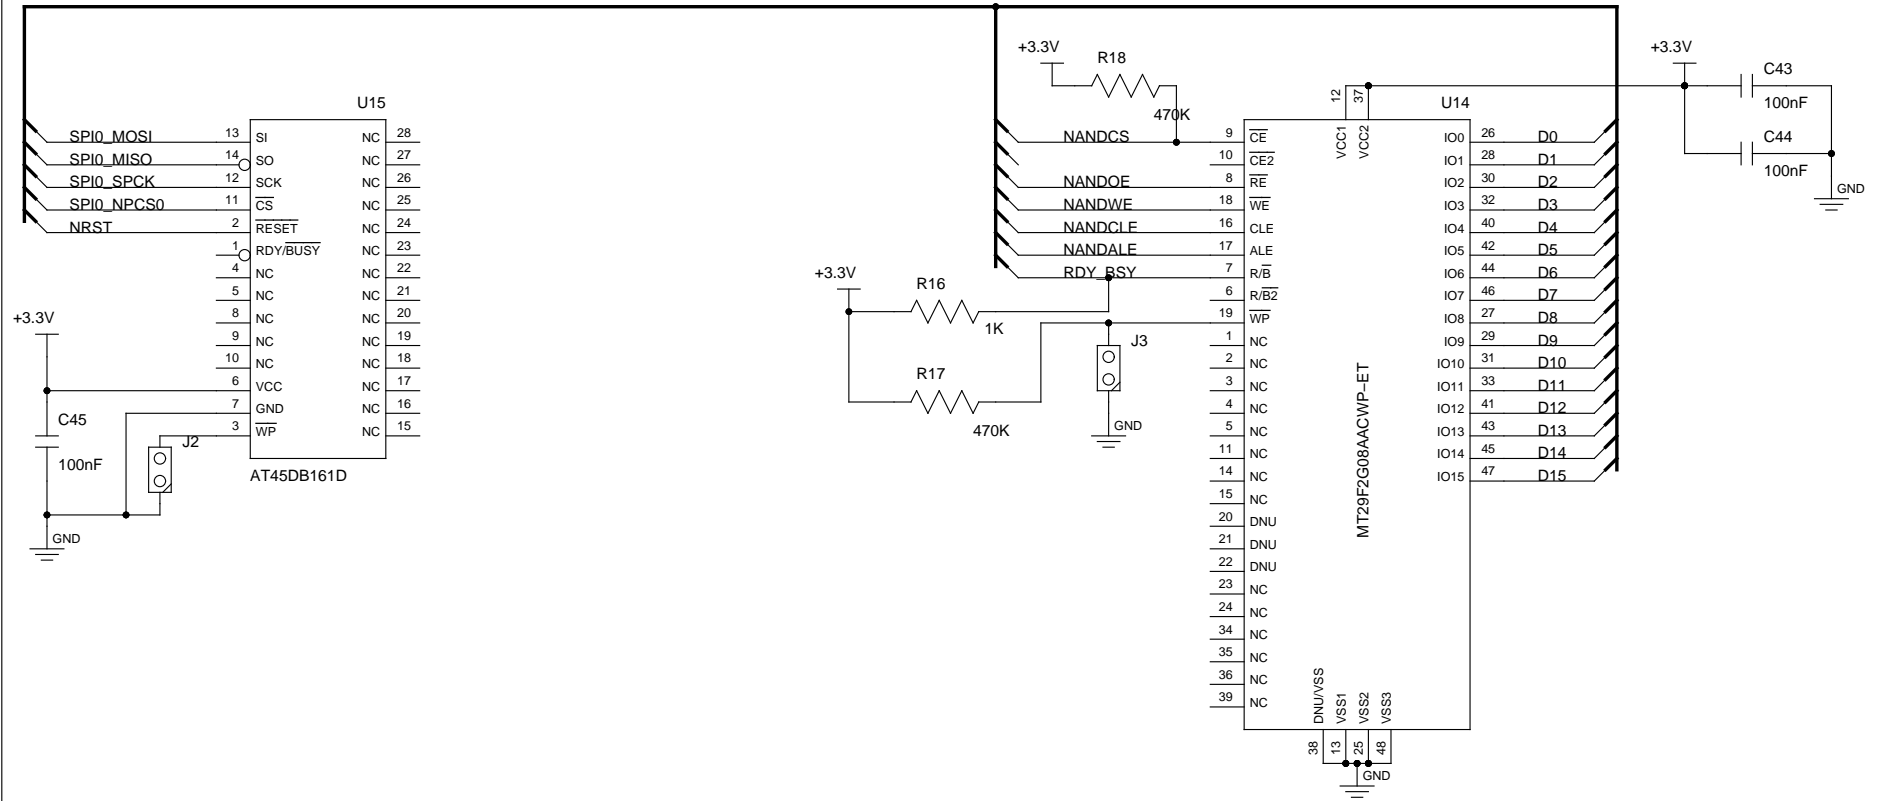 U15
SPI0_MOSI 13 SI NC 28
SPI0_MISO 14 SO NC 27
SPI0_SPCK 12 SCK NC 26
SPI0_NPCS0 11 CS NC 25
NRST 2 RESET NC 24
1 RDY/BUSY NC 23
4 NC NC 22
5 NC NC 21
8 NC NC 20
9 NC NC 19
10 NC NC 18
6 VCC NC 17
7 GND NC 16
3 WP NC 15
AT45DB161D
+3.3V
C45
100nF
J2
GND
+3.3V
R18
470K
+3.3V
R16
1K
R17
470K
J3
GND
U14
12 VCC1
37 VCC2
NANDCS 9 CE IO0 26 D0
10 CE2 IO1 28 D1
NANDOE 8 RE IO2 30 D2
NANDWE 18 WE IO3 32 D3
NANDCLE 16 CLE IO4 40 D4
NANDALE 17 ALE IO5 42 D5
RDY_BSY 7 R/B IO6 44 D6
6 R/B2 IO7 46 D7
19 WP IO8 27 D8
1 NC IO9 29 D9
2 NC IO10 31 D10
3 NC IO11 33 D11
4 NC IO12 41 D12
5 NC IO13 43 D13
11 NC IO14 45 D14
14 NC IO15 47 D15
15 NC
20 DNU
21 DNU
22 DNU
23 NC
24 NC
34 NC
35 NC
36 NC
39 NC
MT29F2G08AACWP-ET
DNU/VSS 38
VSS1 13
VSS2 25
VSS3 48
GND
+3.3V
C43
100nF
C44
100nF
GND